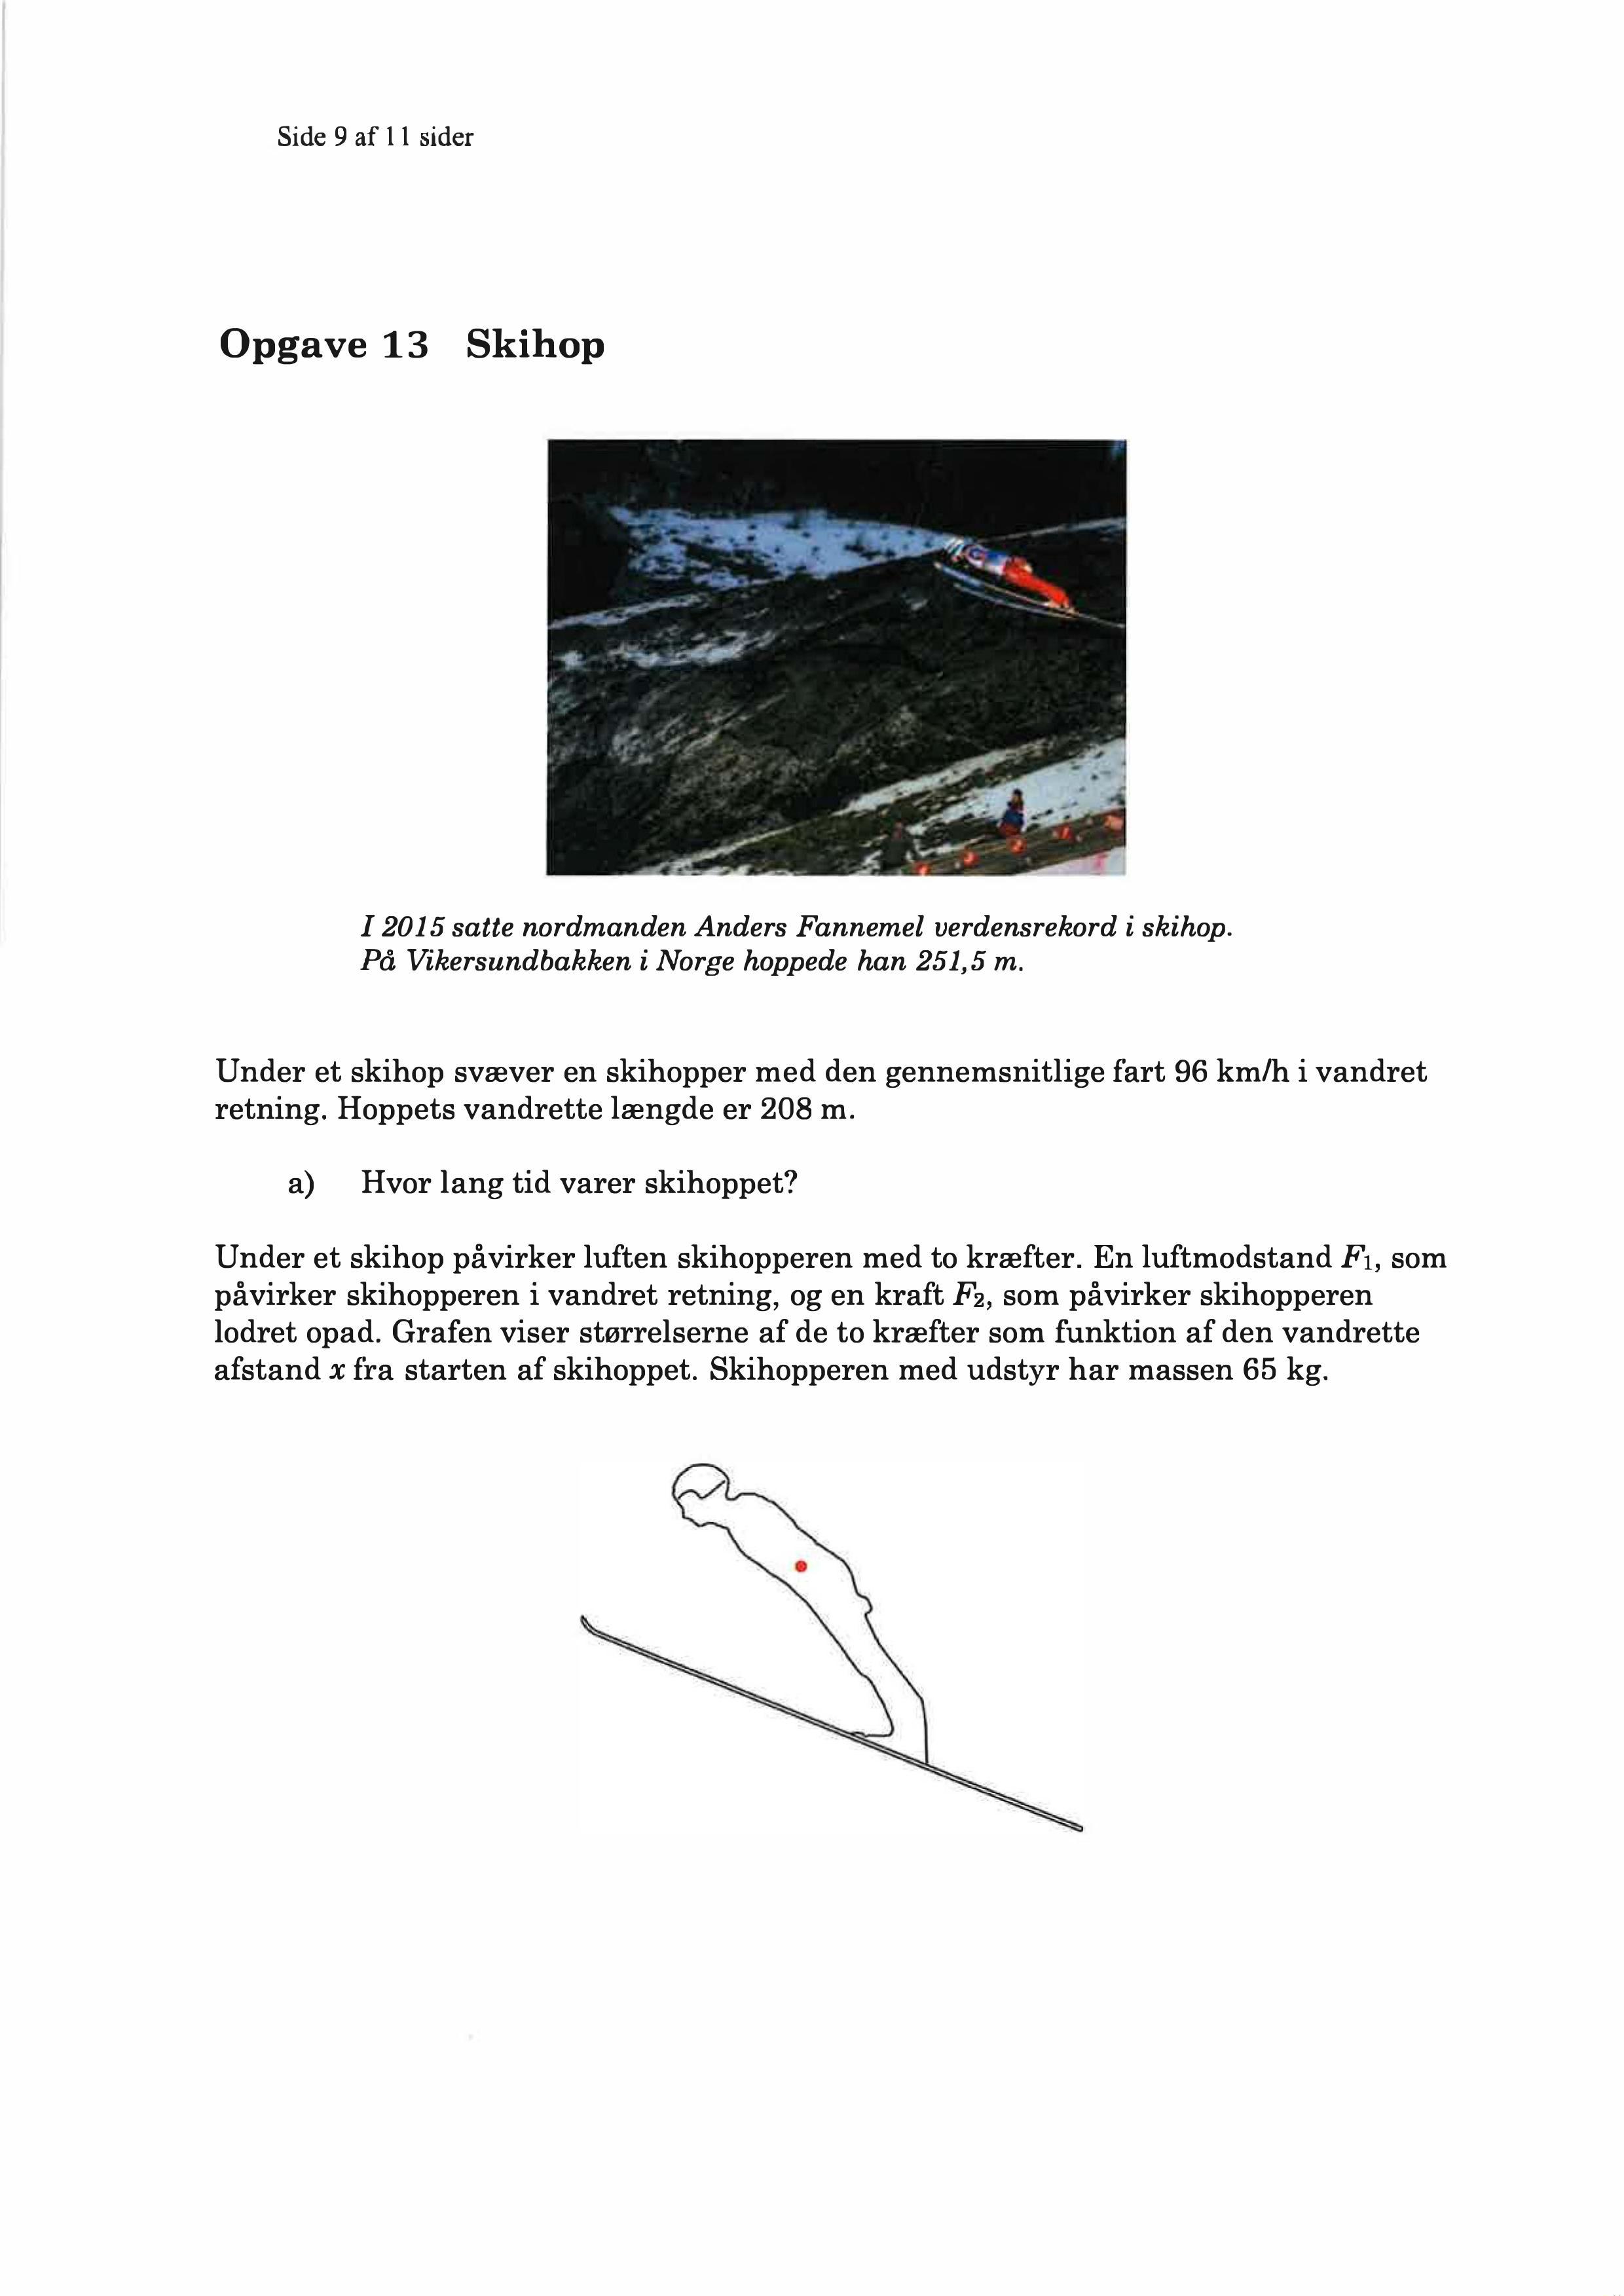 Side 9 af 11 sider
Opgave 13 Skihop
I 2015 satte nordmanden Anders Fannemel verdensrekord i skihop.
På Vikersundbakken i Norge hoppede han 251,5 m.
Under et skihop svæver en skihopper med den gennemsnitlige fart 96 km/h i vandret
retning. Hoppets vandrette længde er 208 m.
a) Hvor lang tid varer skihoppet?
Under et skihop påvirker luften skihopperen med to kræfter. En luftmodstand F₁, som
påvirker skihopperen i vandret retning, og en kraft F₂, som påvirker skihopperen
lodret opad. Grafen viser størrelserne af de to kræfter som funktion af den vandrette
afstand x fra starten af skihoppet. Skihopperen med udstyr har massen 65 kg.